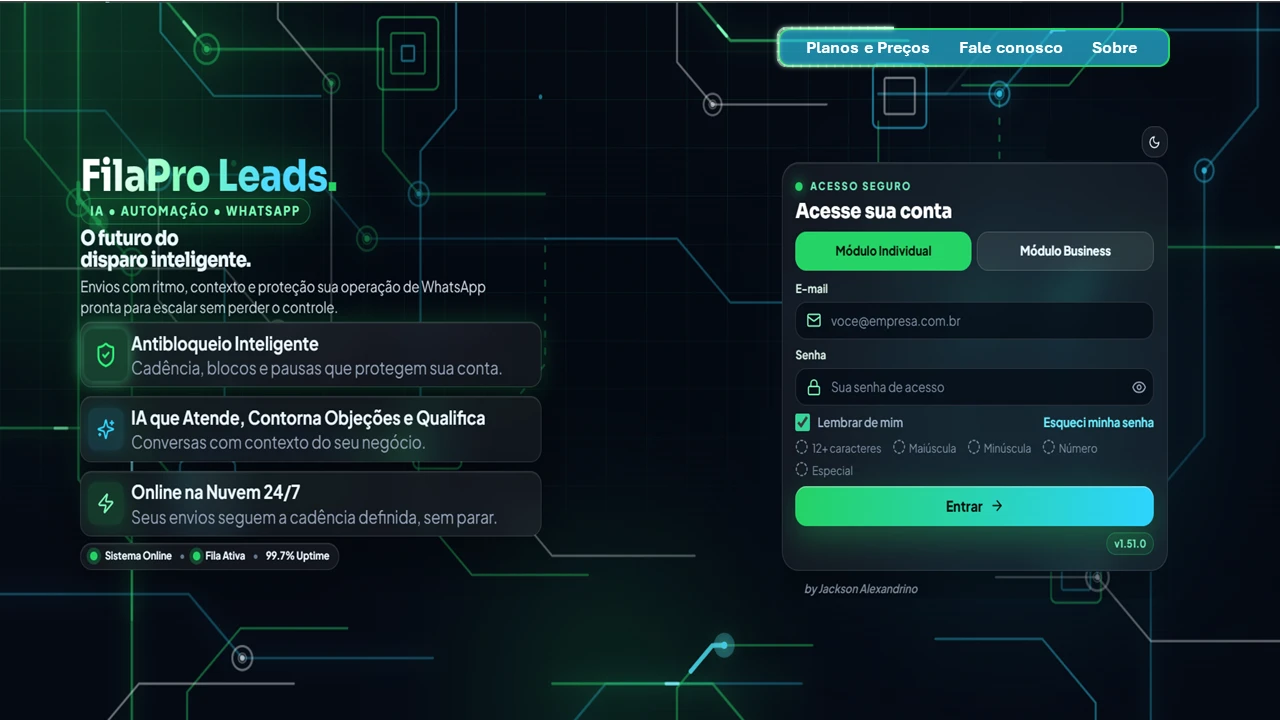 Planos e Preços Fale conosco Sobre
FilaPro Leads.
IA • AUTOMAÇÃO • WHATSAPP
O futuro do
disparo inteligente.
Envios com ritmo, contexto e proteção sua operação de WhatsApp
pronta para escalar sem perder o controle.
Antibloqueio Inteligente
Cadência, blocos e pausas que protegem sua conta.
IA que Atende, Contorna Objeções e Qualifica
Conversas com contexto do seu negócio.
Online na Nuvem 24/7
Seus envios seguem a cadência definida, sem parar.
Sistema Online • Fila Ativa • 99.7% Uptime
ACESSO SEGURO
Acesse sua conta
Módulo Individual Módulo Business
E-mail
voce@empresa.com.br
Senha
Sua senha de acesso
Lembrar de mim Esqueci minha senha
12+ caracteres Maiúscula Minúscula Número
Especial
Entrar →
v1.51.0
by Jackson Alexandrino